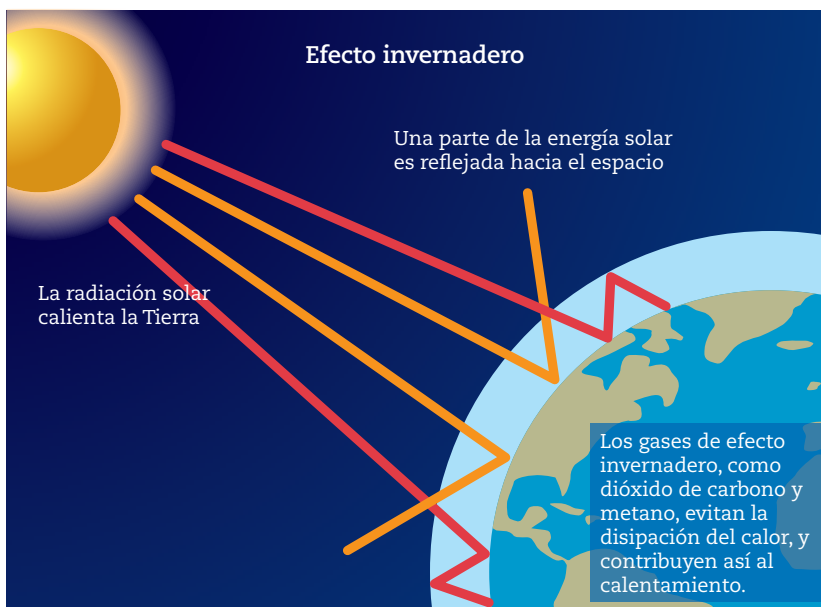 Efecto invernadero
Una parte de la energía solar
es reflejada hacia el espacio
La radiación solar
calienta la Tierra
Los gases de efecto
invernadero, como
dióxido de carbono y
metano, evitan la
disipación del calor, y
contribuyen así al
calentamiento.